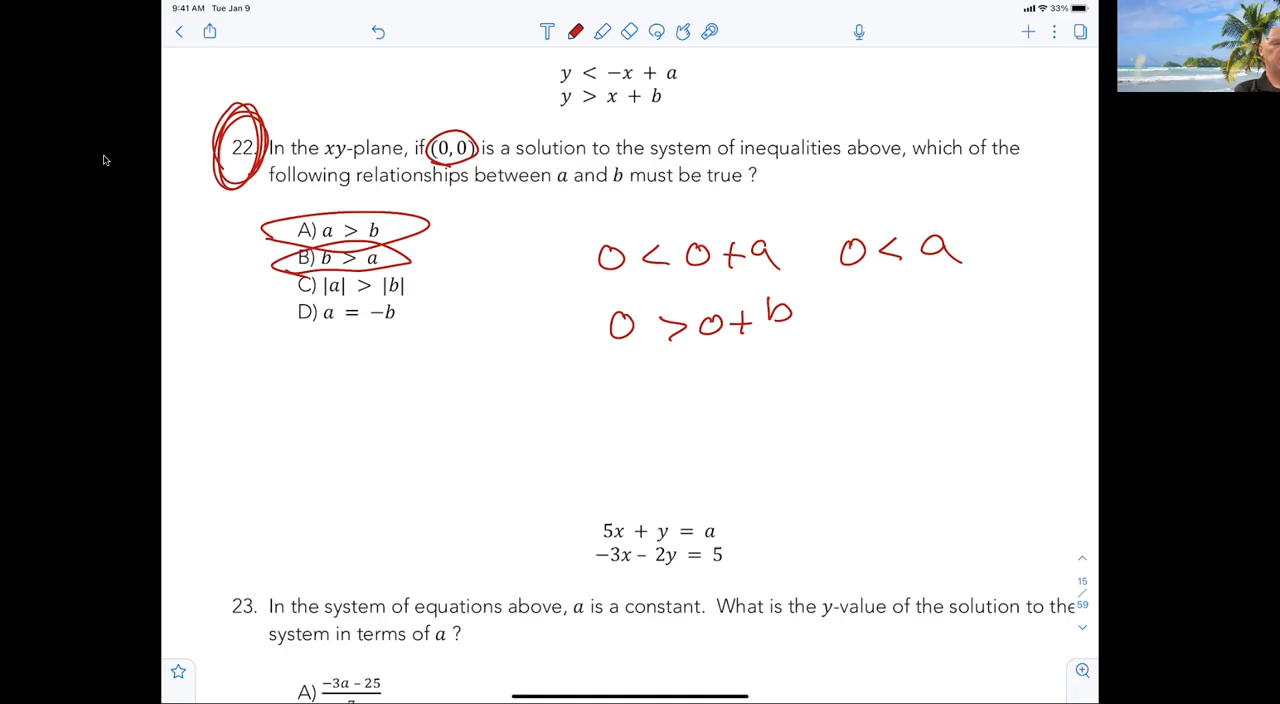 9:41 AM Tue Jan 9
33%
y < −x + a
y > x + b
22. In the xy-plane, if (0,0) is a solution to the system of inequalities above, which of the
following relationships between a and b must be true ?
A) a > b
B) b > a
C) |a| > |b|
D) a = −b
0 < 0 + a 0 < a
0 > 0 + b
5x + y = a
−3x − 2y = 5
15
/
59
23. In the system of equations above, a is a constant. What is the y-value of the solution to the
system in terms of a ?
A) −3a − 25